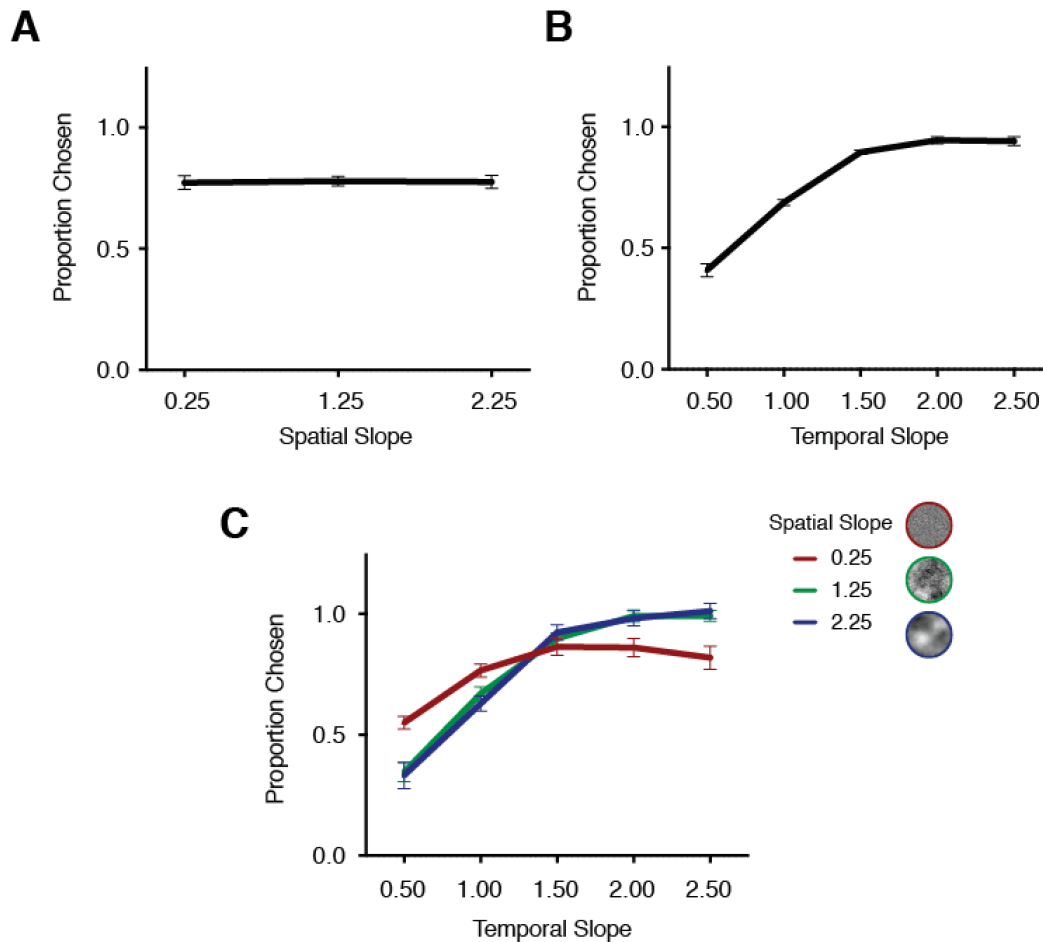 A
Proportion Chosen
1.0
0.5
0.0
0.25 1.25 2.25
Spatial Slope
B
Proportion Chosen
1.0
0.5
0.0
0.50 1.00 1.50 2.00 2.50
Temporal Slope
C
Proportion Chosen
1.0
0.5
0.0
0.50 1.00 1.50 2.00 2.50
Temporal Slope
Spatial Slope
0.25
1.25
2.25